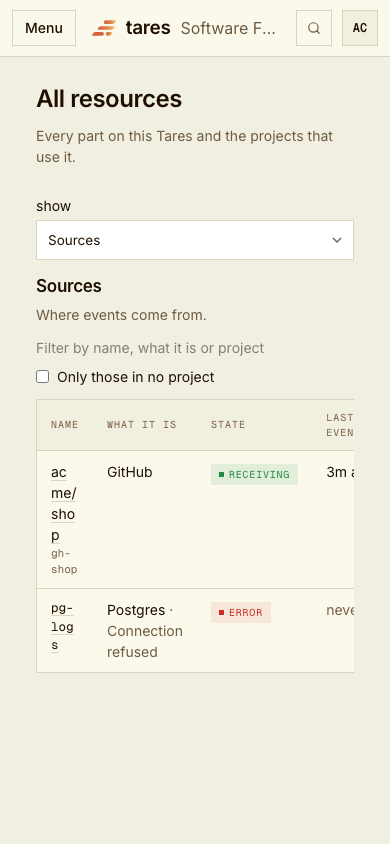 Menu
tares
Software F...
AC
All resources
Every part on this Tares and the projects that
use it.
show
Sources
Sources
Where events come from.
Filter by name, what it is or project
Only those in no project
NAME WHAT IT IS STATE LAST
EVEN
ac
me/
sho
p
gh-
shop
GitHub
RECEIVING
3m a
pg-
log
s
Postgres ·
Connection
refused
ERROR
neve